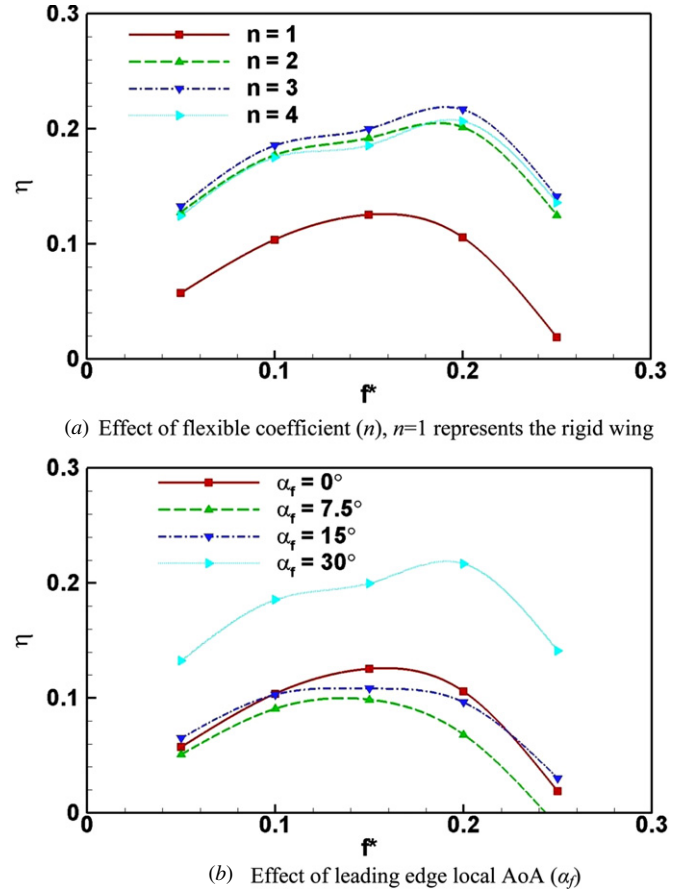 0.3
n = 1
n = 2
n = 3
n = 4
0.2
η
0.1
0
0
0.1
0.2
0.3
f*
(a) Effect of flexible coefficient (n), n=1 represents the rigid wing
0.3
αf = 0°
αf = 7.5°
αf = 15°
αf = 30°
0.2
η
0.1
0
0
0.1
0.2
0.3
f*
(b) Effect of leading edge local AoA (αf)